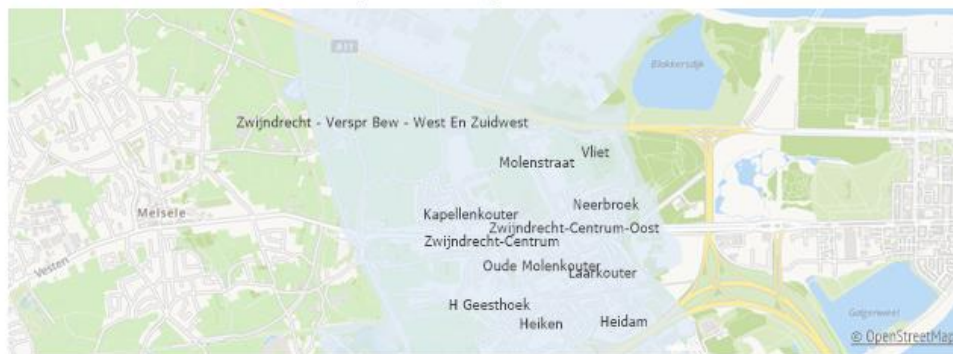 A11
Blokkersdijk
Zwijndrecht - Verspr Bew - West En Zuidwest
Vliet
Molenstraat
Neerbroek
Melsele
Kapellenkouter
Zwijndrecht-Centrum-Oost
Zwijndrecht-Centrum
Vesten
Oude Molenkouter
Laarkouter
H Geesthoek
Heiken
Heidam
Galgenweel
© OpenStreetMap